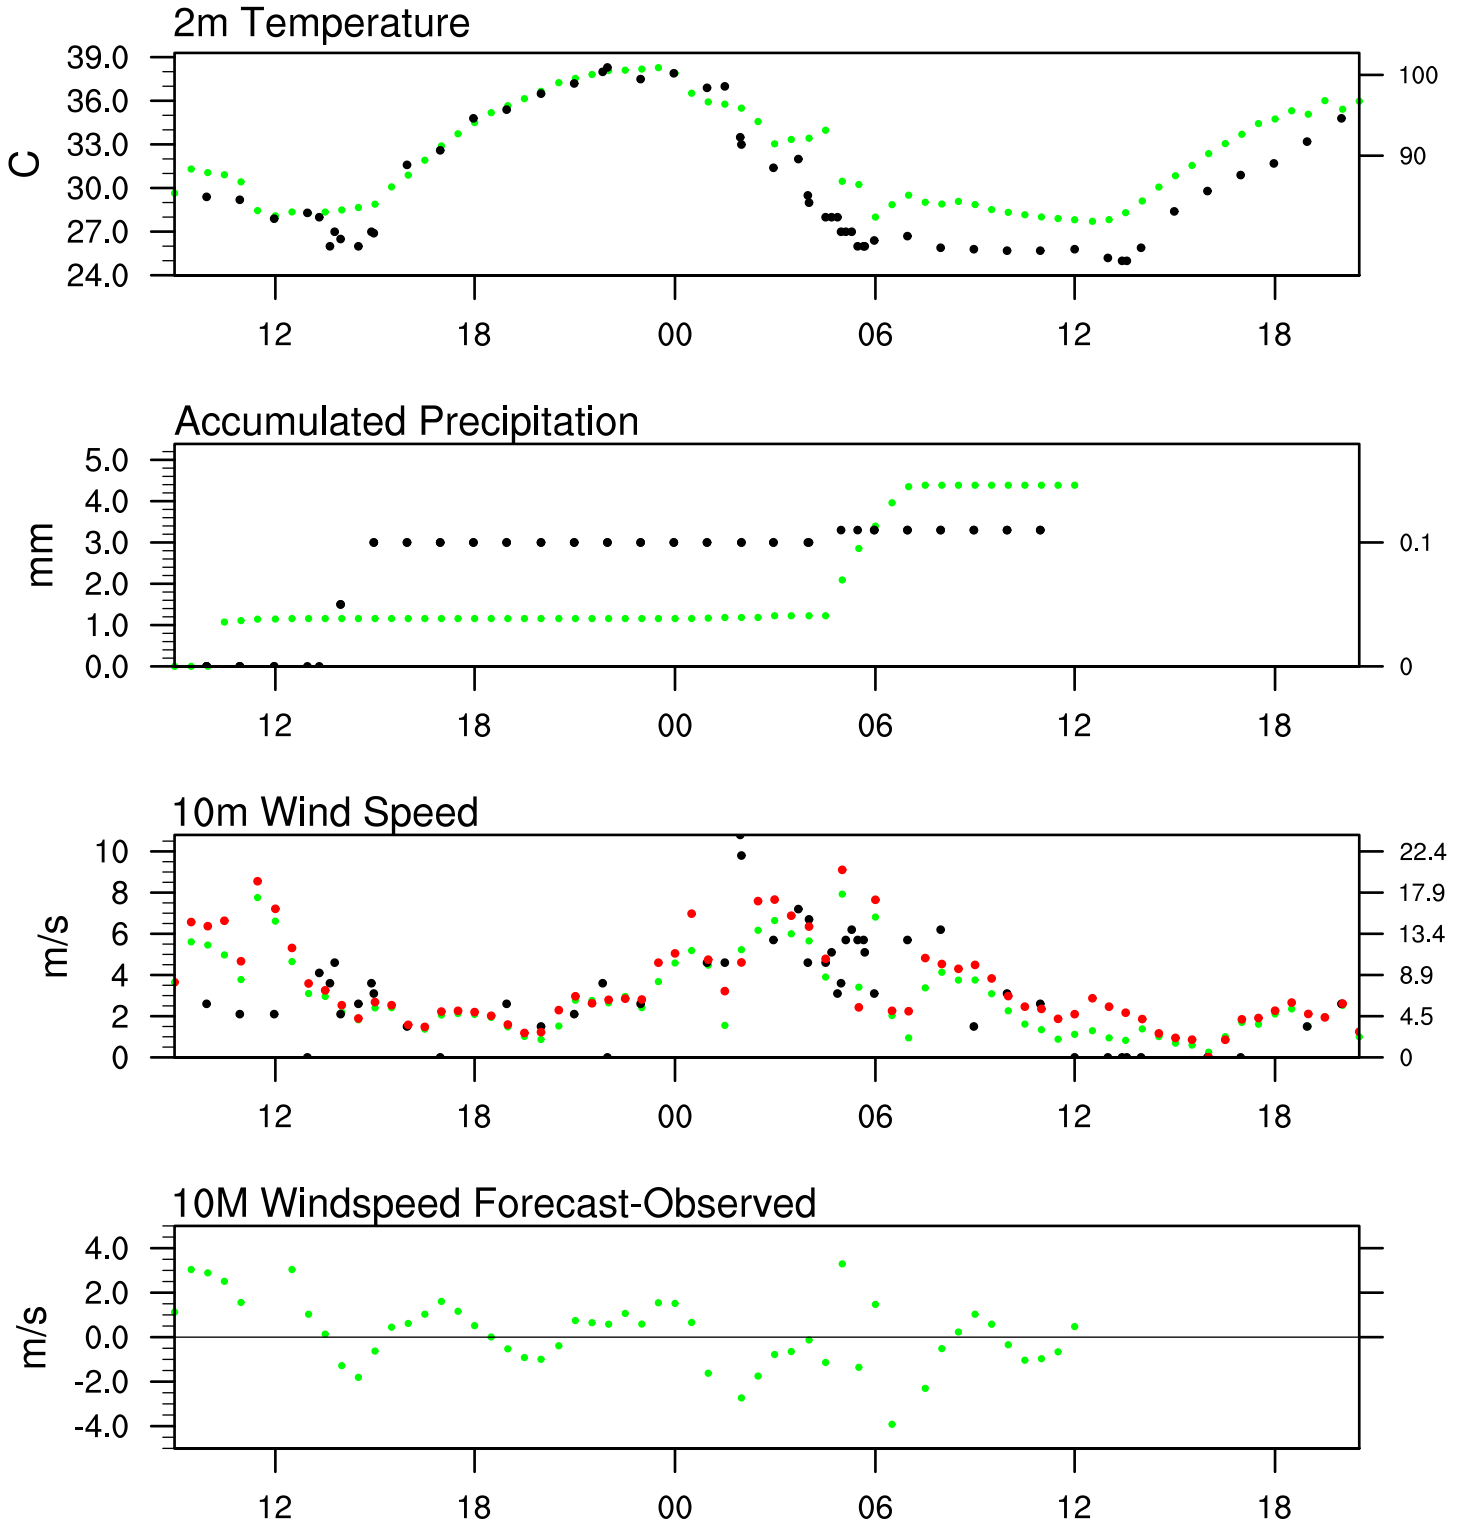 2m Temperature
39.0
36.0
33.0
30.0
27.0
24.0
C
100
90
12 18 00 06 12 18
Accumulated Precipitation
5.0
4.0
3.0
2.0
1.0
0.0
mm
0.1
0
12 18 00 06 12 18
10m Wind Speed
10
8
6
4
2
0
m/s
22.4
17.9
13.4
8.9
4.5
0
12 18 00 06 12 18
10M Windspeed Forecast-Observed
4.0
2.0
0.0
-2.0
-4.0
m/s
12 18 00 06 12 18